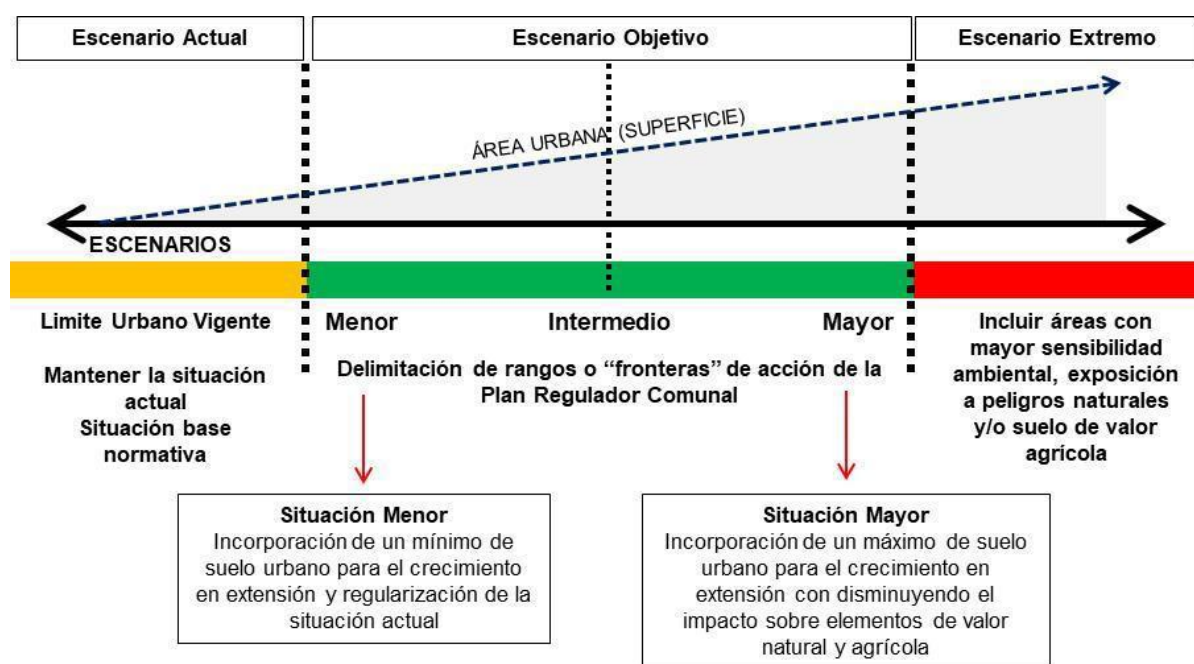 Escenario Actual
Escenario Objetivo
Escenario Extremo
ÁREA URBANA (SUPERFICIE)
ESCENARIOS
Limite Urbano Vigente
Mantener la situación
actual
Situación base
normativa
Menor
Intermedio
Mayor
Delimitación de rangos o “fronteras” de acción de la
Plan Regulador Comunal
Incluir áreas con
mayor sensibilidad
ambiental, exposición
a peligros naturales
y/o suelo de valor
agrícola
Situación Menor
Incorporación de un mínimo de
suelo urbano para el crecimiento
en extensión y regularización de la
situación actual
Situación Mayor
Incorporación de un máximo de suelo
urbano para el crecimiento en
extensión con disminuyendo el
impacto sobre elementos de valor
natural y agrícola